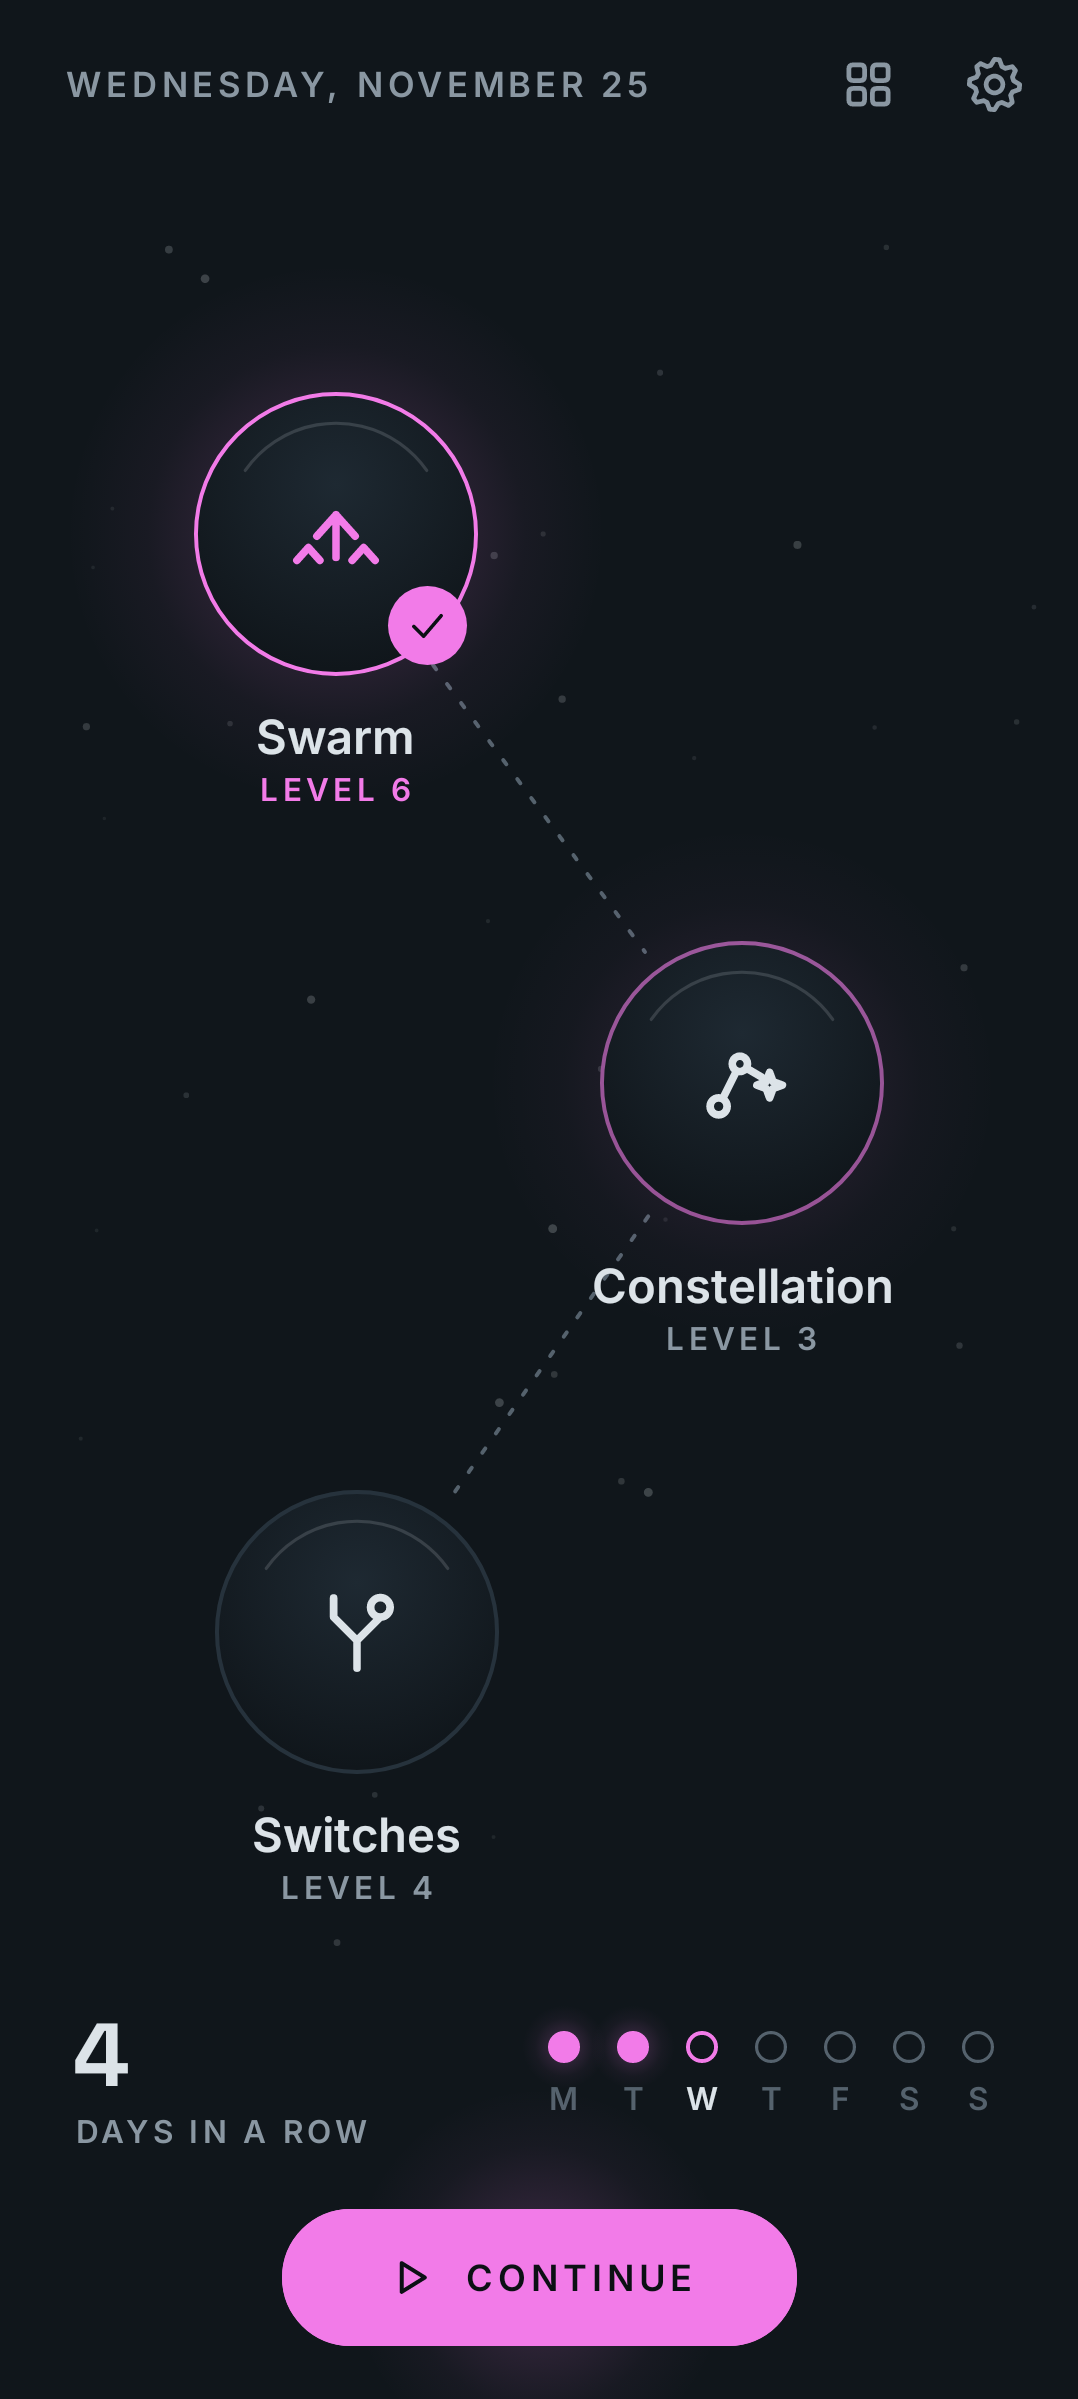 WEDNESDAY, NOVEMBER 25
Swarm
LEVEL 6
Constellation
LEVEL 3
Switches
LEVEL 4
4
DAYS IN A ROW
M T W T F S S
CONTINUE